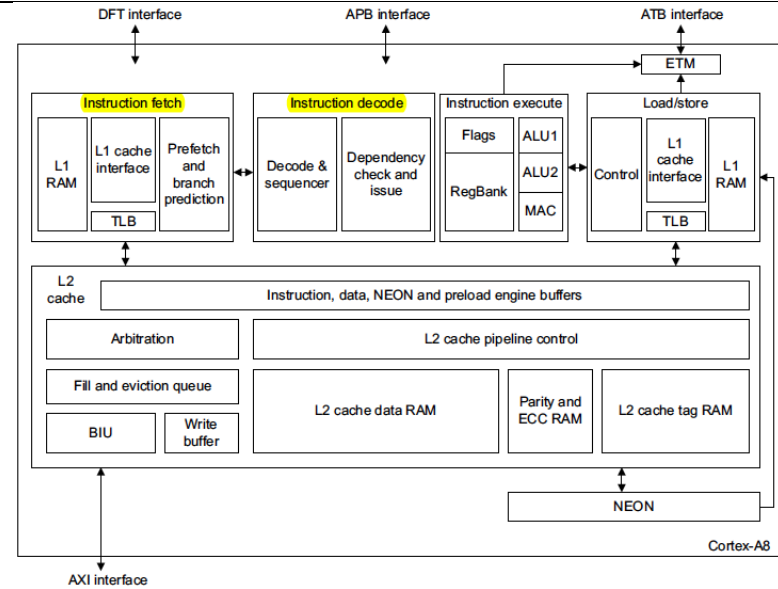 DFT interface
APB interface
ATB interface
ETM
Instruction fetch
L1
RAM
L1 cache
interface
TLB
Prefetch
and
branch
prediction
Instruction decode
Decode &
sequencer
Dependency
check and
issue
Instruction execute
Flags
RegBank
ALU1
ALU2
MAC
Load/store
Control
L1
cache
interface
TLB
L1
RAM
L2
cache
Instruction, data, NEON and preload engine buffers
Arbitration
L2 cache pipeline control
Fill and eviction queue
BIU
Write
buffer
L2 cache data RAM
Parity and
ECC RAM
L2 cache tag RAM
NEON
Cortex-A8
AXI interface